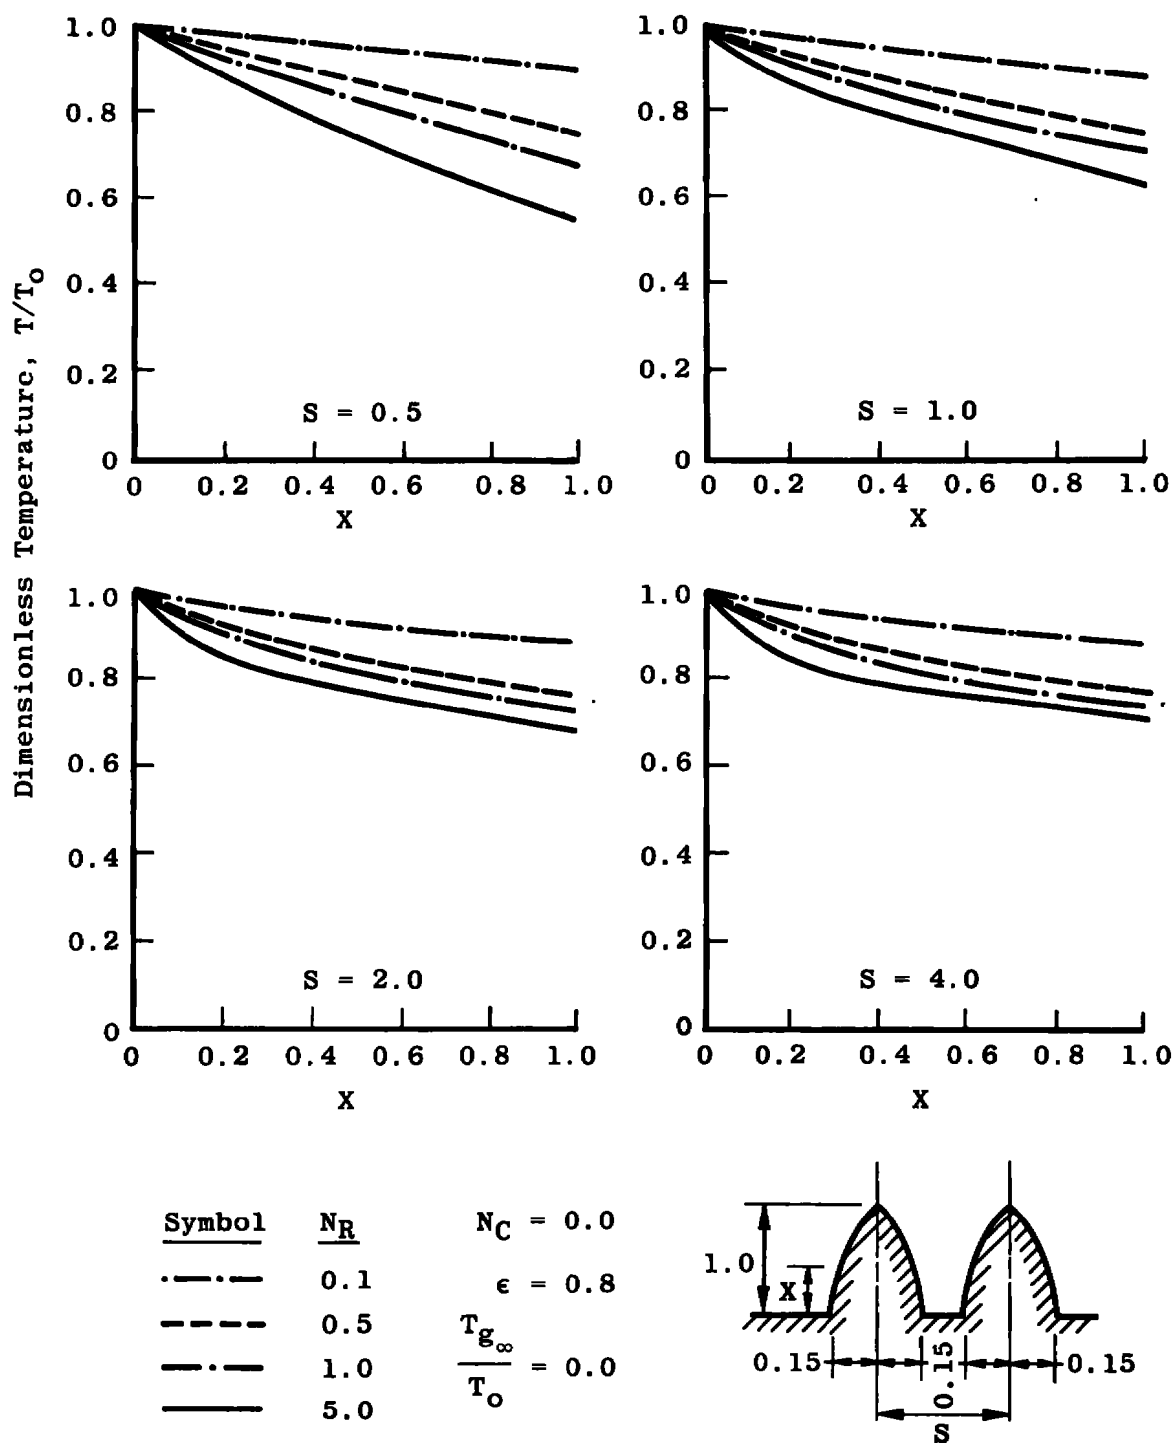 Dimensionless Temperature, T/To
1.0
0.8
0.6
0.4
0.2
0
S = 0.5
0 0.2 0.4 0.6 0.8 1.0
X
1.0
0.8
0.6
0.4
0.2
0
S = 1.0
0 0.2 0.4 0.6 0.8 1.0
X
1.0
0.8
0.6
0.4
0.2
0
S = 2.0
0 0.2 0.4 0.6 0.8 1.0
X
1.0
0.8
0.6
0.4
0.2
0
S = 4.0
0 0.2 0.4 0.6 0.8 1.0
X
Symbol NR
0.1
0.5
1.0
5.0
NC = 0.0
ϵ = 0.8
Tg∞
To
= 0.0
1.0
X
0.15
0.15
0.15
S